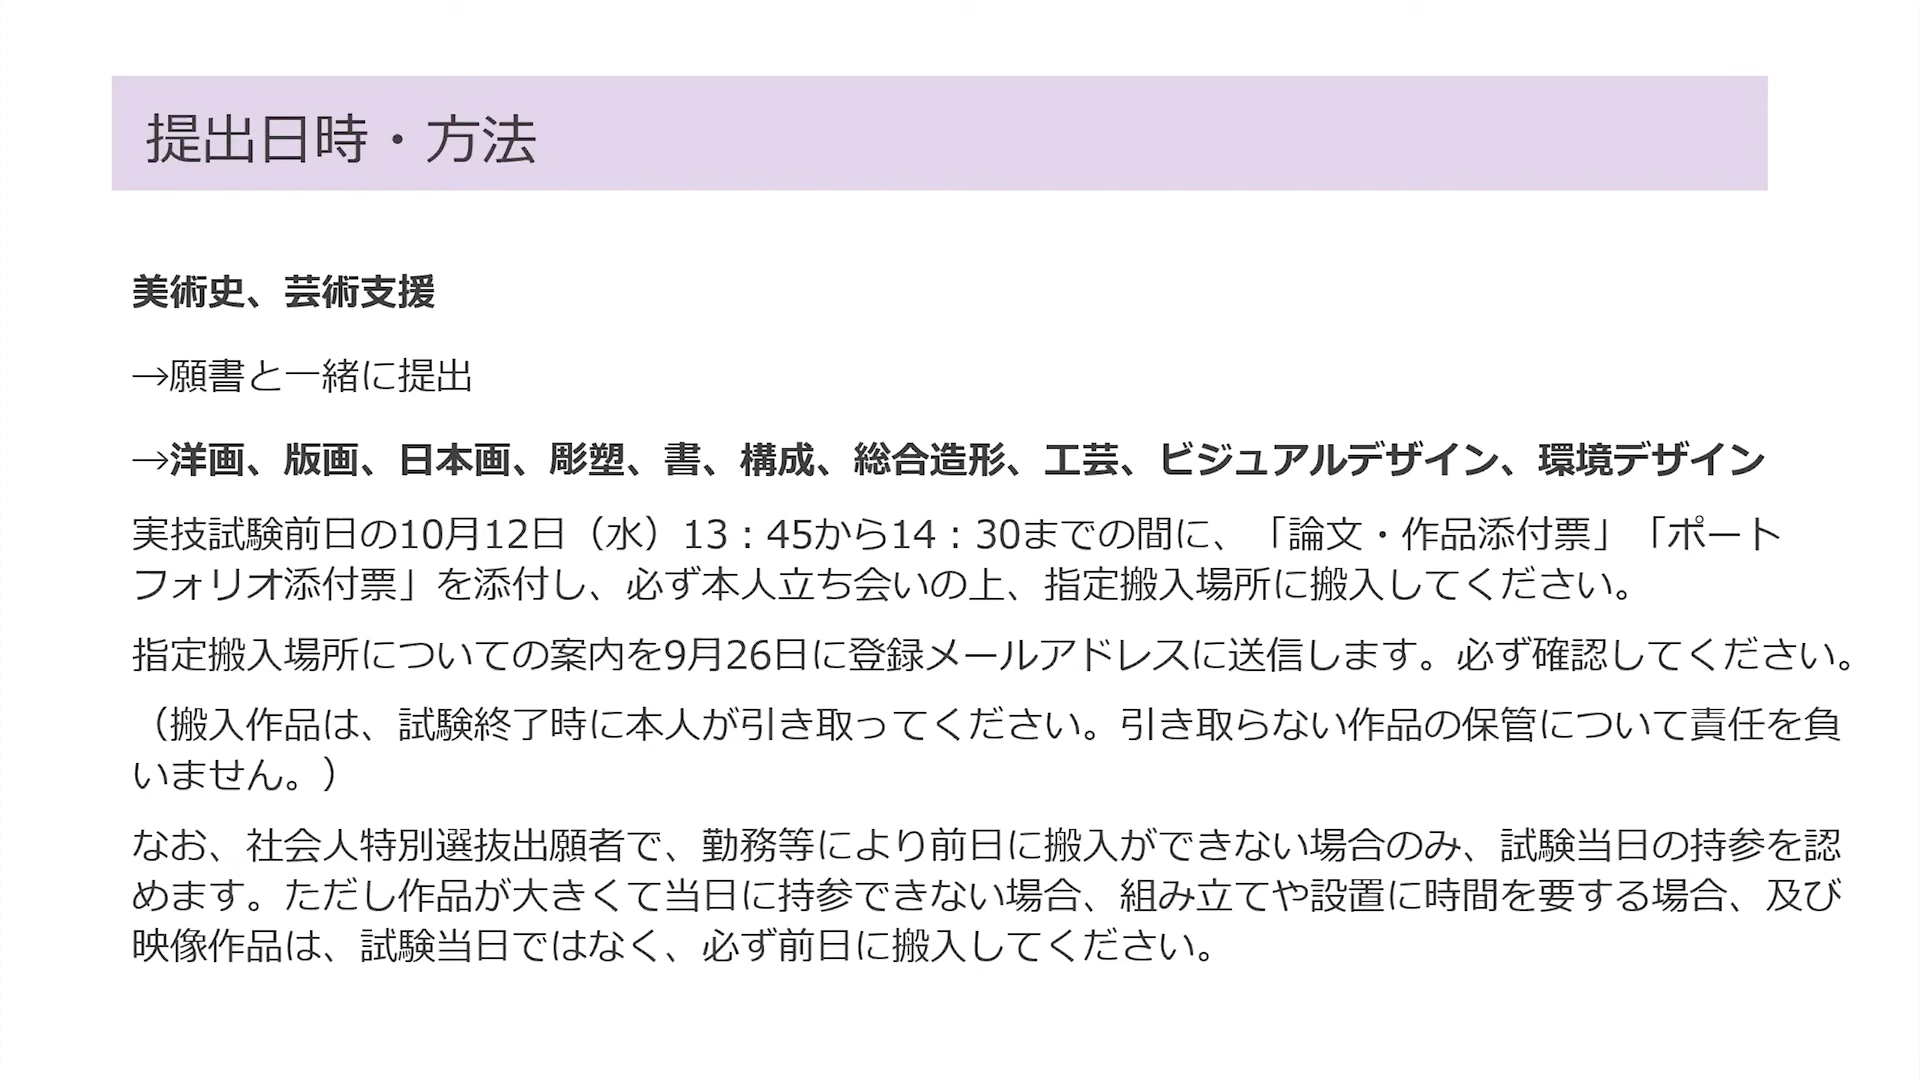 提出日時・方法
美術史、芸術支援
→願書と一緒に提出
→洋画、版画、日本画、彫塑、書、構成、総合造形、工芸、ビジュアルデザイン、環境デザイン
実技試験前日の10月12日（水）13：45から14：30までの間に、「論文・作品添付票」「ポート
フォリオ添付票」を添付し、必ず本人立ち会いの上、指定搬入場所に搬入してください。
指定搬入場所についての案内を9月26日に登録メールアドレスに送信します。必ず確認してください。
（搬入作品は、試験終了時に本人が引き取ってください。引き取らない作品の保管について責任を負
いません。）
なお、社会人特別選抜出願者で、勤務等により前日に搬入ができない場合のみ、試験当日の持参を認
めます。ただし作品が大きくて当日に持参できない場合、組み立てや設置に時間を要する場合、及び
映像作品は、試験当日ではなく、必ず前日に搬入してください。